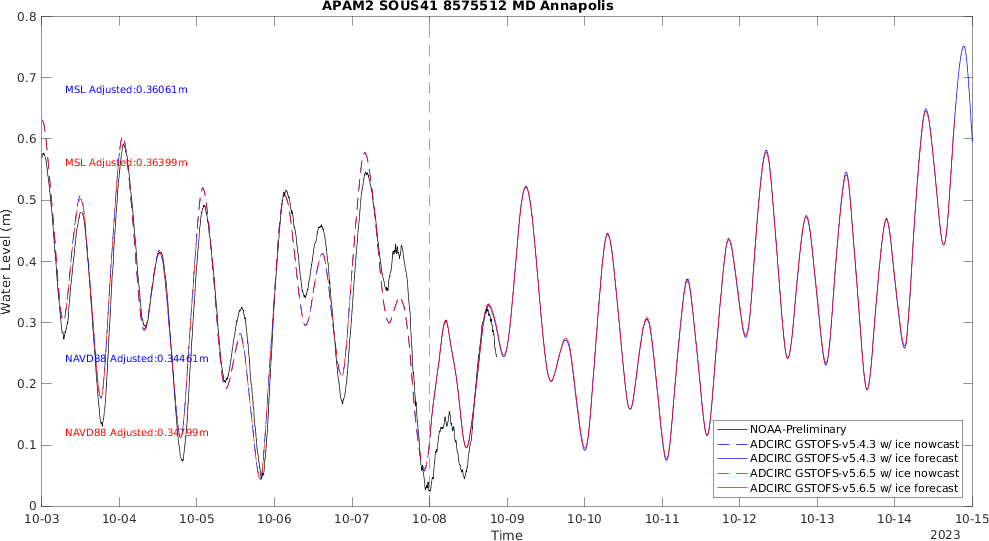 APAM2 SOUS41 8575512 MD Annapolis
0.8
0.7
0.6
0.5
0.4
0.3
0.2
0.1
0
Water Level (m)
MSL Adjusted:0.36061m
MSL Adjusted:0.36399m
NAVD88 Adjusted:0.34461m
NAVD88 Adjusted:0.34799m
NOAA-Preliminary
ADCIRC GSTOFS-v5.4.3 w/ ice nowcast
ADCIRC GSTOFS-v5.4.3 w/ ice forecast
ADCIRC GSTOFS-v5.6.5 w/ ice nowcast
ADCIRC GSTOFS-v5.6.5 w/ ice forecast
10-03 10-04 10-05 10-06 10-07 10-08 10-09 10-10 10-11 10-12 10-13 10-14 10-15
Time
2023